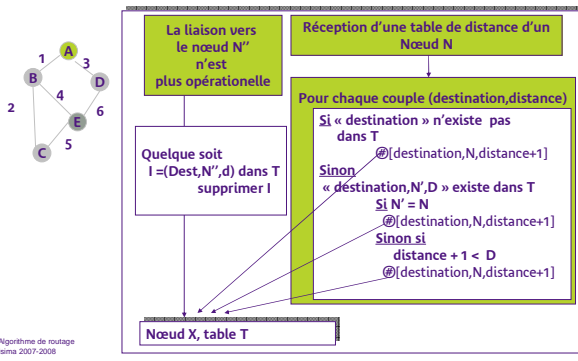 La liaison vers
le nœud N’’
n’est
plus opérationelle
Réception d’une table de distance d’un
Nœud N
A
1
3
B
D
4
2
6
E
C
5
Pour chaque couple (destination,distance)
Si « destination » n’existe pas
dans T
@[destination,N,distance+1]
Sinon
« destination,N’,D » existe dans T
Si N’ = N
@[destination,N,distance+1]
Sinon si
distance + 1 < D
@[destination,N,distance+1]
Quelque soit
I =(Dest,N’’,d) dans T
supprimer I
Nœud X, table T
Algorithme de routage
sima 2007-2008